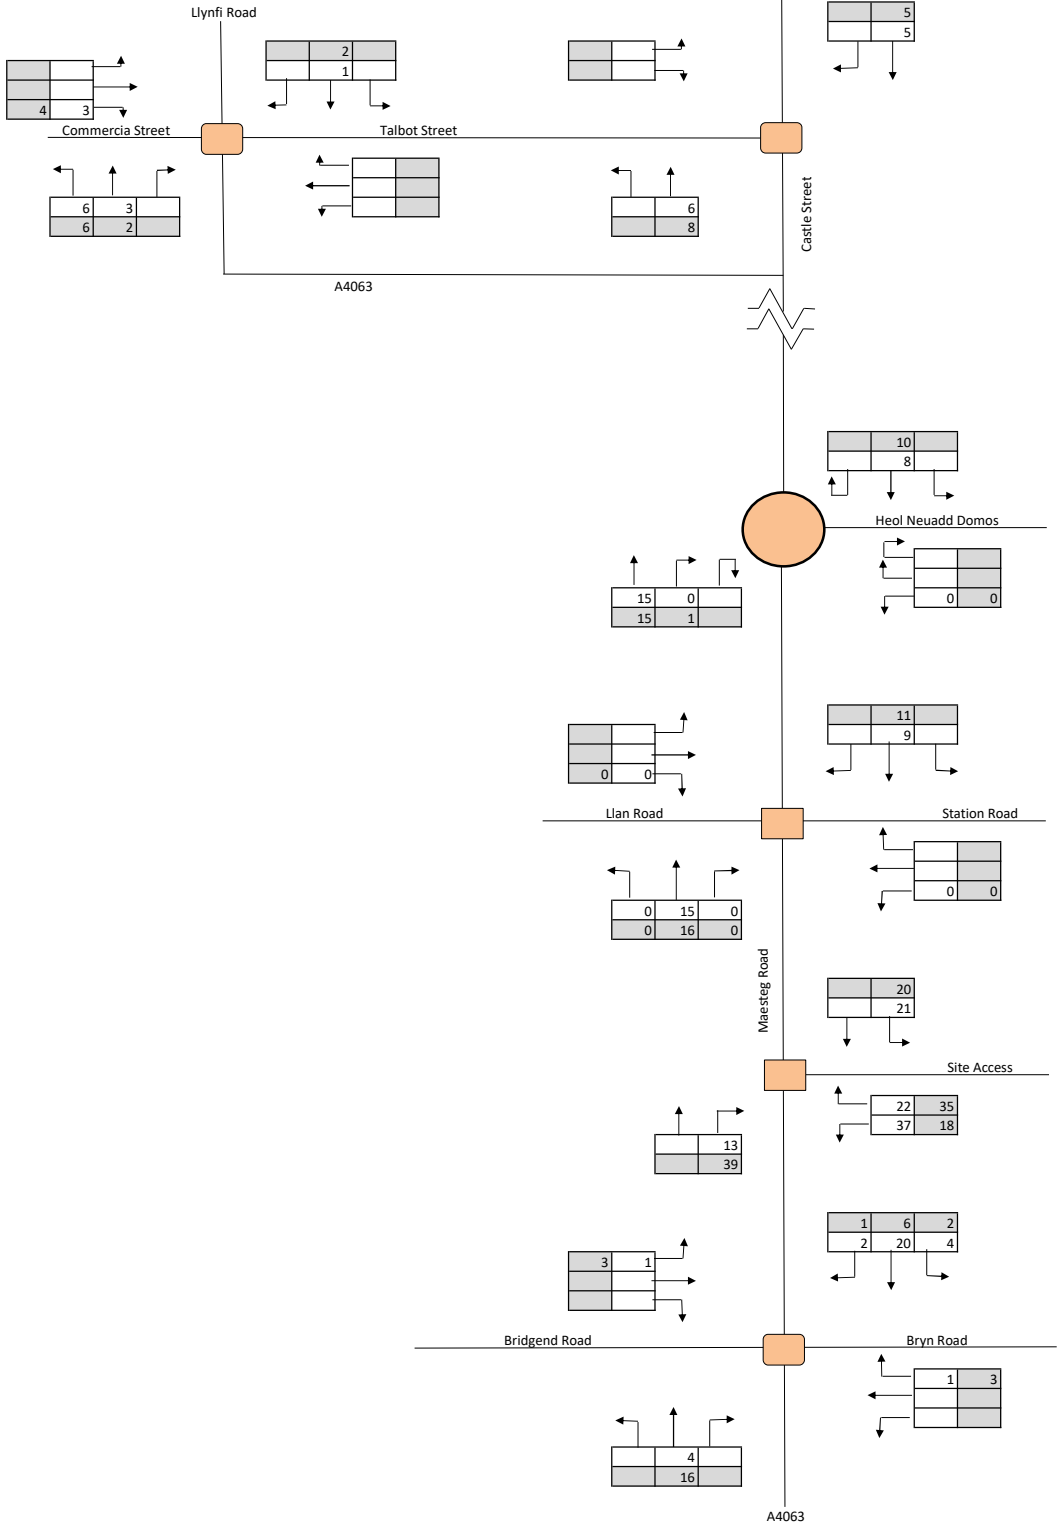 Llynfi Road
5
5
2
1
4 3
Commercia Street
Talbot Street
6 3
6 2
6
8
Castle Street
A4063
10
8
Heol Neuadd Domos
15 0
15 1
0 0
11
9
0 0
Llan Road
Station Road
0 15 0
0 16 0
0 0
Maesteg Road
20
21
Site Access
22 35
37 18
13
39
1 6 2
2 20 4
3 1
Bridgend Road
Bryn Road
1 3
4
16
A4063